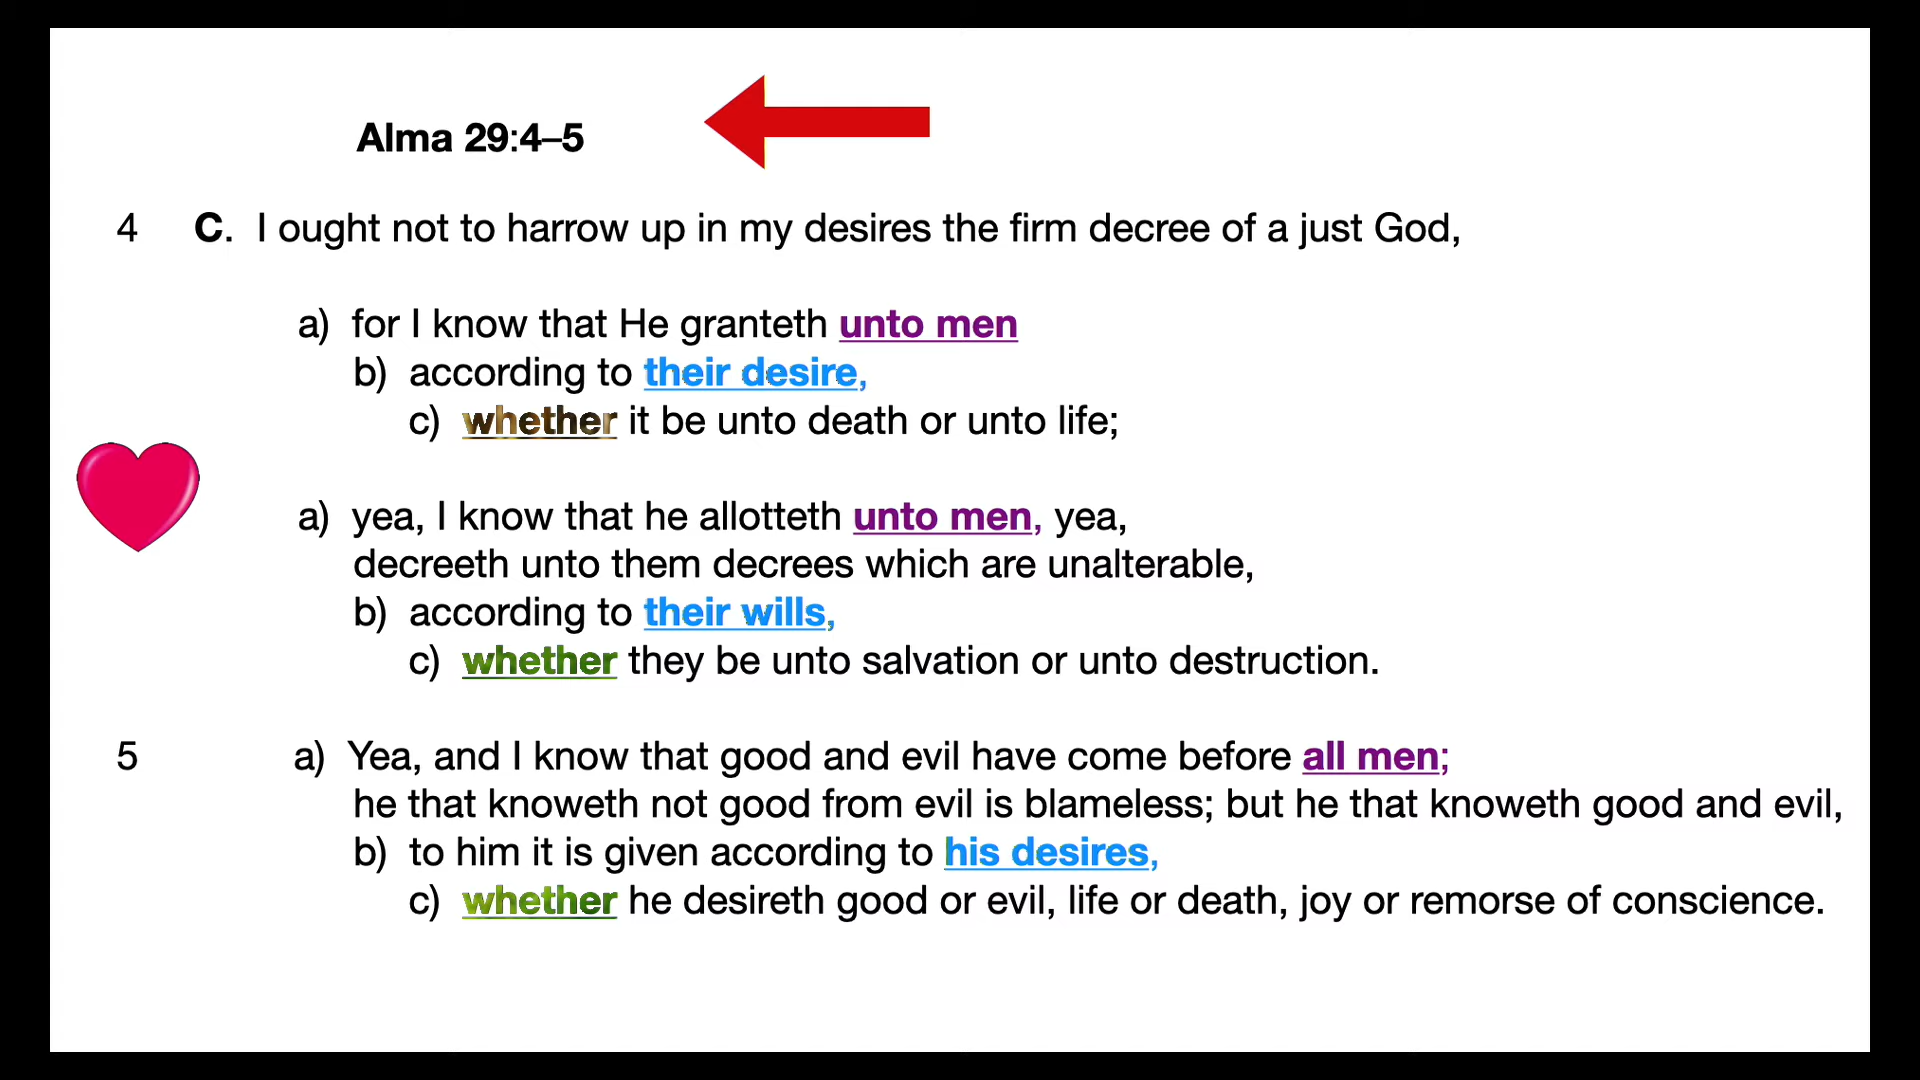 Alma 29:4–5
4 C. I ought not to harrow up in my desires the firm decree of a just God,
a) for I know that He granteth unto men
b) according to their desire,
c) whether it be unto death or unto life;
a) yea, I know that he allotteth unto men, yea,
decreeth unto them decrees which are unalterable,
b) according to their wills,
c) whether they be unto salvation or unto destruction.
5 a) Yea, and I know that good and evil have come before all men;
he that knoweth not good from evil is blameless; but he that knoweth good and evil,
b) to him it is given according to his desires,
c) whether he desireth good or evil, life or death, joy or remorse of conscience.